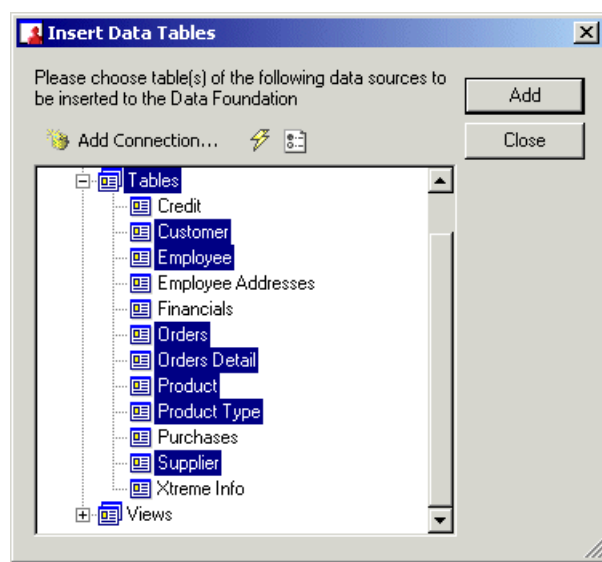 Insert Data Tables
Please choose table(s) of the following data sources to
be inserted to the Data Foundation
Add
Add Connection...
Close
Tables
Credit
Customer
Employee
Employee Addresses
Financials
Orders
Orders Detail
Product
Product Type
Purchases
Supplier
Xtreme Info
Views